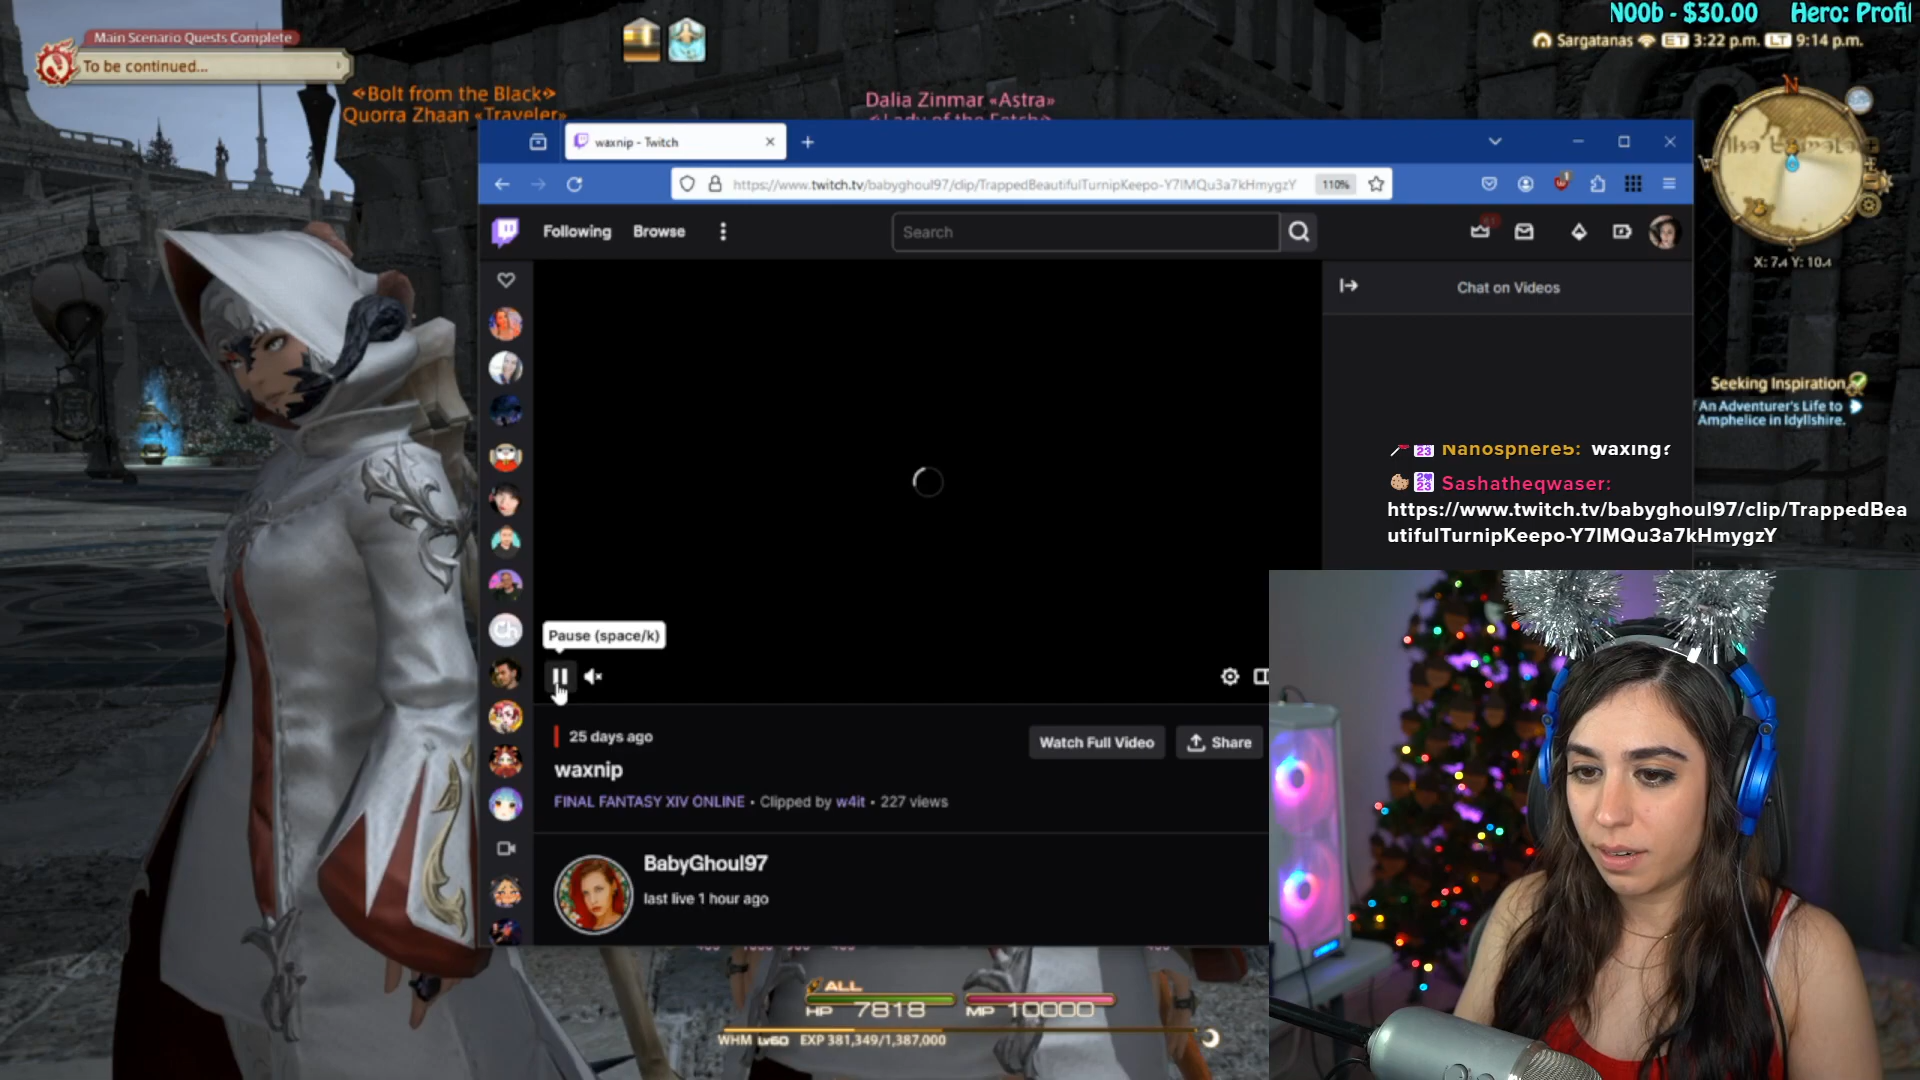 N00b - $30.00 Hero: Profil
Main Scenario Quests Complete
To be continued...
Sargatanas ET 3:22 p.m. LT 9:14 p.m.
«Bolt from the Black»
Quorra Zhaan «Traveler»
Dalia Zinmar «Astra»
N
X: 7.4 Y: 10.4
waxnip - Twitch
https://www.twitch.tv/babyghoul97/clip/TrappedBeautifulTurnipKeepo-Y7lMQu3a7kHmygzY
110%
Following
Browse
Search
Chat on Videos
Seeking Inspiration
An Adventurer's Life to
Amphelice in Idyllshire.
Nanosphere5: waxing?
Sashatheqwaser:
https://www.twitch.tv/babyghoul97/clip/TrappedBea
utifulTurnipKeepo-Y7lMQu3a7kHmygzY
Pause (space/k)
25 days ago
Watch Full Video
Share
waxnip
FINAL FANTASY XIV ONLINE • Clipped by w4it • 227 views
BabyGhoul97
last live 1 hour ago
ALL
HP 7818 MP 10000
WHM Lv60 EXP 381,349/1,387,000